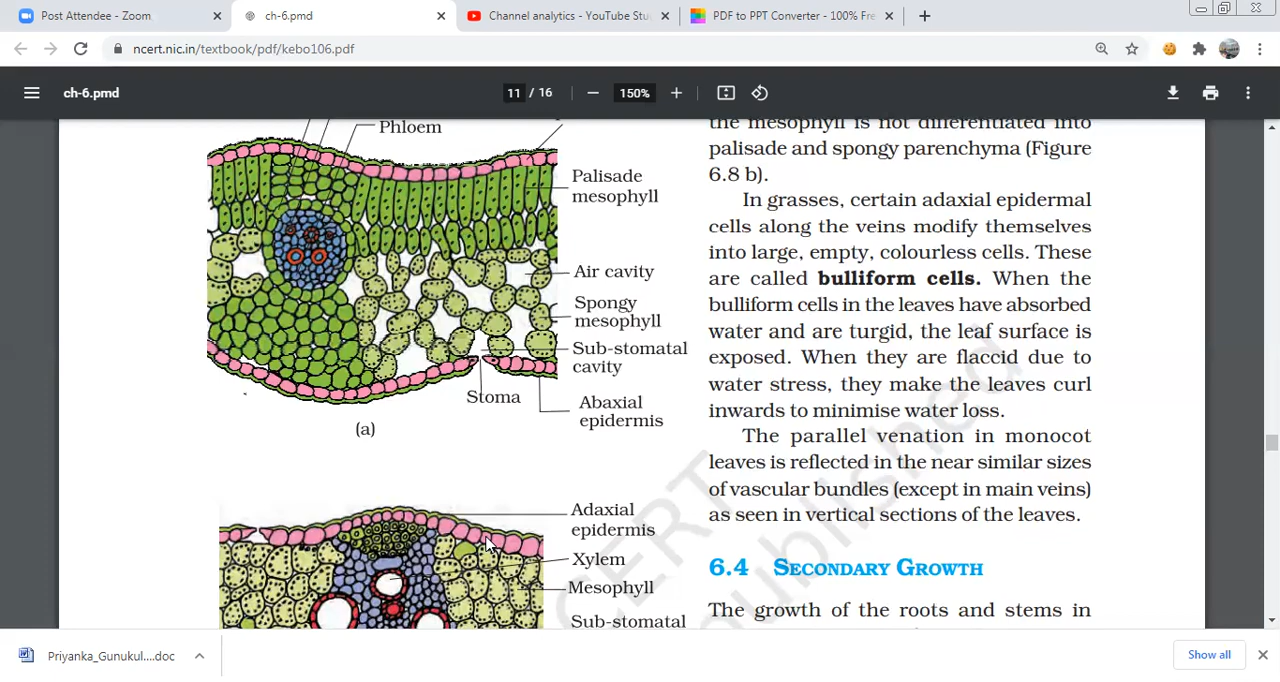 Post Attendee - Zoom
ch-6.pmd
Channel analytics - YouTube Stu
PDF to PPT Converter - 100% Fre
ncert.nic.in/textbook/pdf/kebo106.pdf
ch-6.pmd
11 / 16
150%
Phloem
Palisade
mesophyll
Air cavity
Spongy
mesophyll
Sub-stomatal
cavity
Stoma
Abaxial
epidermis
(a)
Adaxial
epidermis
Xylem
Mesophyll
Sub-stomatal
the mesophyll is not differentiated into
palisade and spongy parenchyma (Figure
6.8 b).
In grasses, certain adaxial epidermal
cells along the veins modify themselves
into large, empty, colourless cells. These
are called bulliform cells. When the
bulliform cells in the leaves have absorbed
water and are turgid, the leaf surface is
exposed. When they are flaccid due to
water stress, they make the leaves curl
inwards to minimise water loss.
The parallel venation in monocot
leaves is reflected in the near similar sizes
of vascular bundles (except in main veins)
as seen in vertical sections of the leaves.
6.4 SECONDARY GROWTH
The growth of the roots and stems in
NCERT
published
Priyanka_Gunukul....doc
Show all